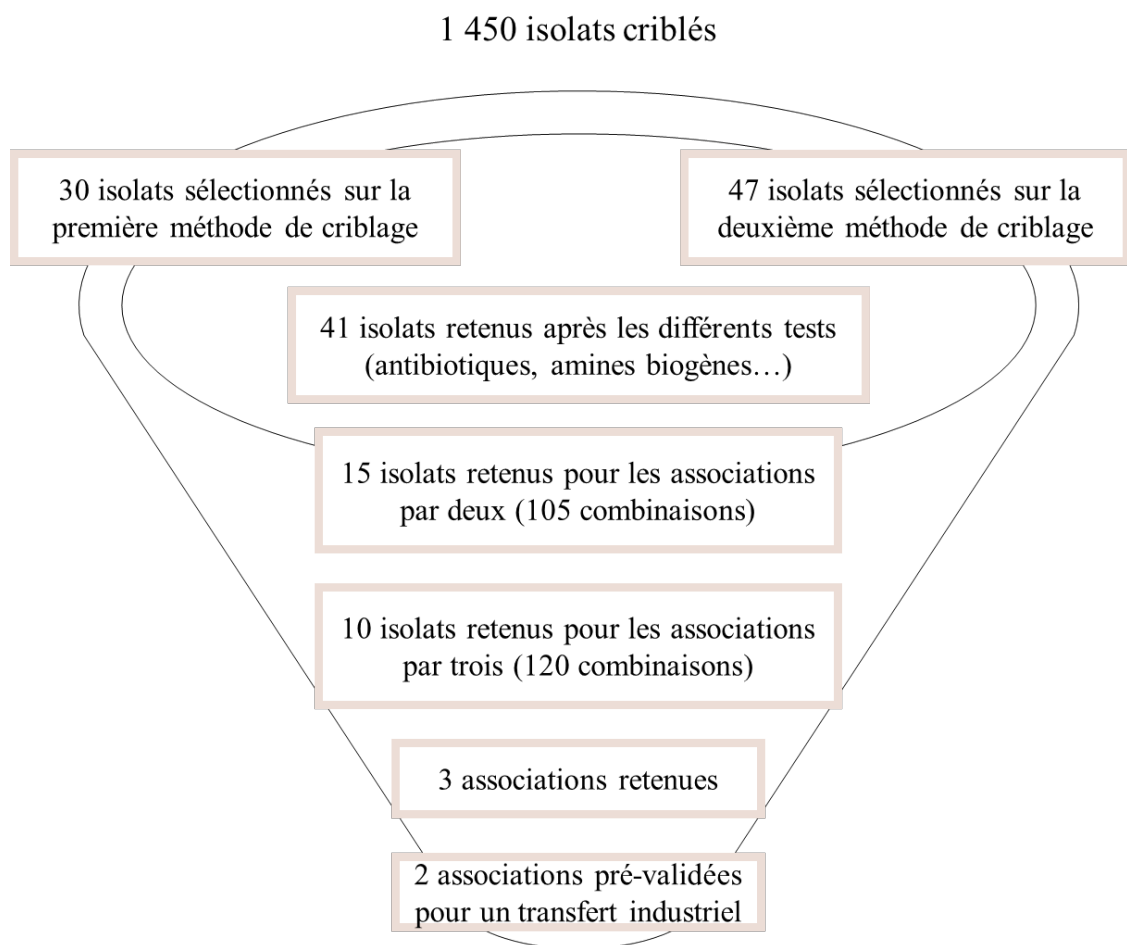 1 450 isolats criblés
30 isolats sélectionnés sur la
première méthode de criblage
47 isolats sélectionnés sur la
deuxième méthode de criblage
41 isolats retenus après les différents tests
(antibiotiques, amines biogènes…)
15 isolats retenus pour les associations
par deux (105 combinaisons)
10 isolats retenus pour les associations
par trois (120 combinaisons)
3 associations retenues
2 associations pré-validées
pour un transfert industriel